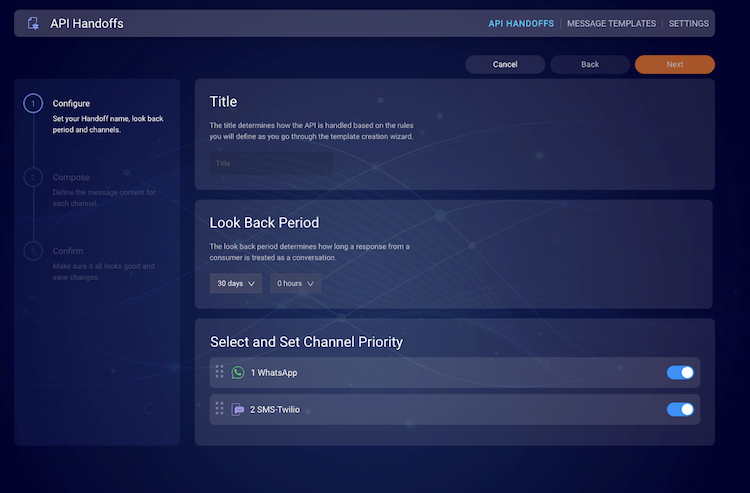 API Handoffs
API HANDOFFS
MESSAGE TEMPLATES
SETTINGS
Cancel
Back
Next
1
Configure
Set your Handoff name, look back
period and channels.
2
Compose
Define the message content for
each channel.
3
Confirm
Make sure it all looks good and
save changes.
Title
The title determines how the API is handled based on the rules
you will define as you go through the template creation wizard.
Title
Look Back Period
The look back period determines how long a response from a
consumer is treated as a conversation.
30 days
0 hours
Select and Set Channel Priority
1 WhatsApp
2 SMS-Twilio